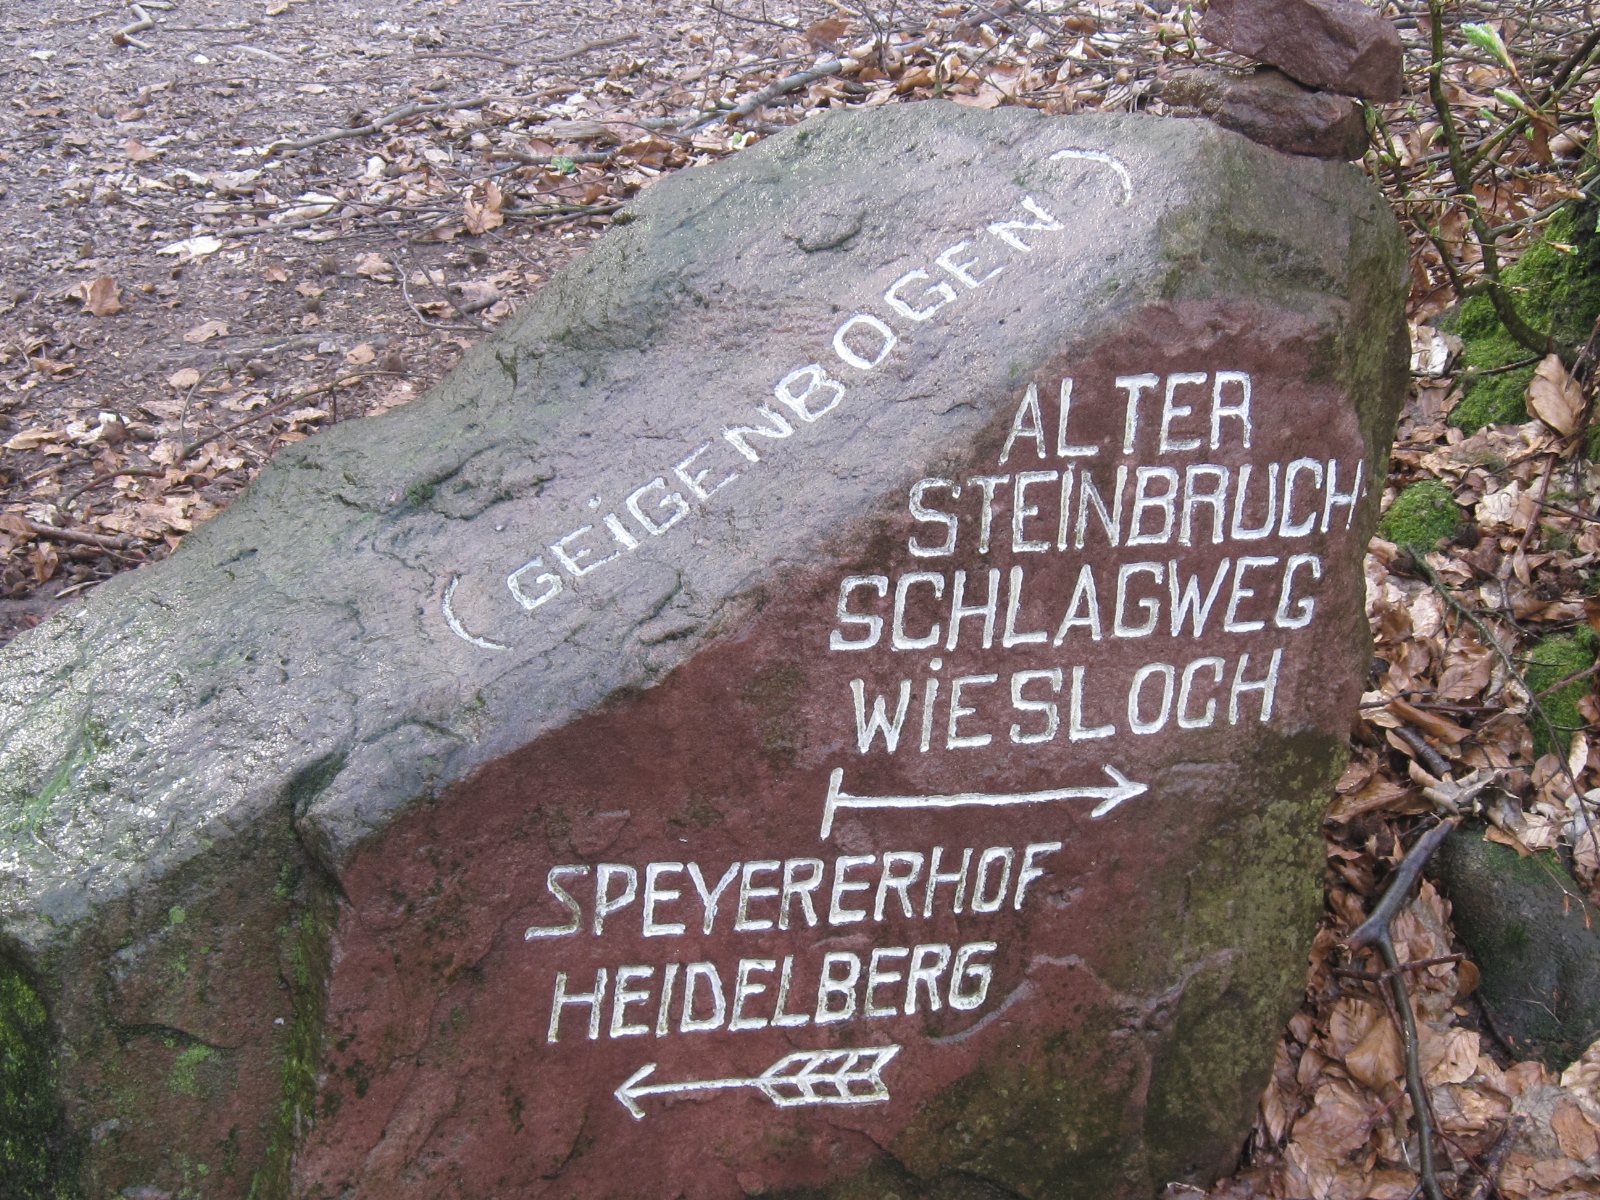 (GEiGENBOGEN)
ALTER
STEiNBRUCH
SCHLAGWEG
WiESLOCH
SPEYERERHOF
HEIDELBERG